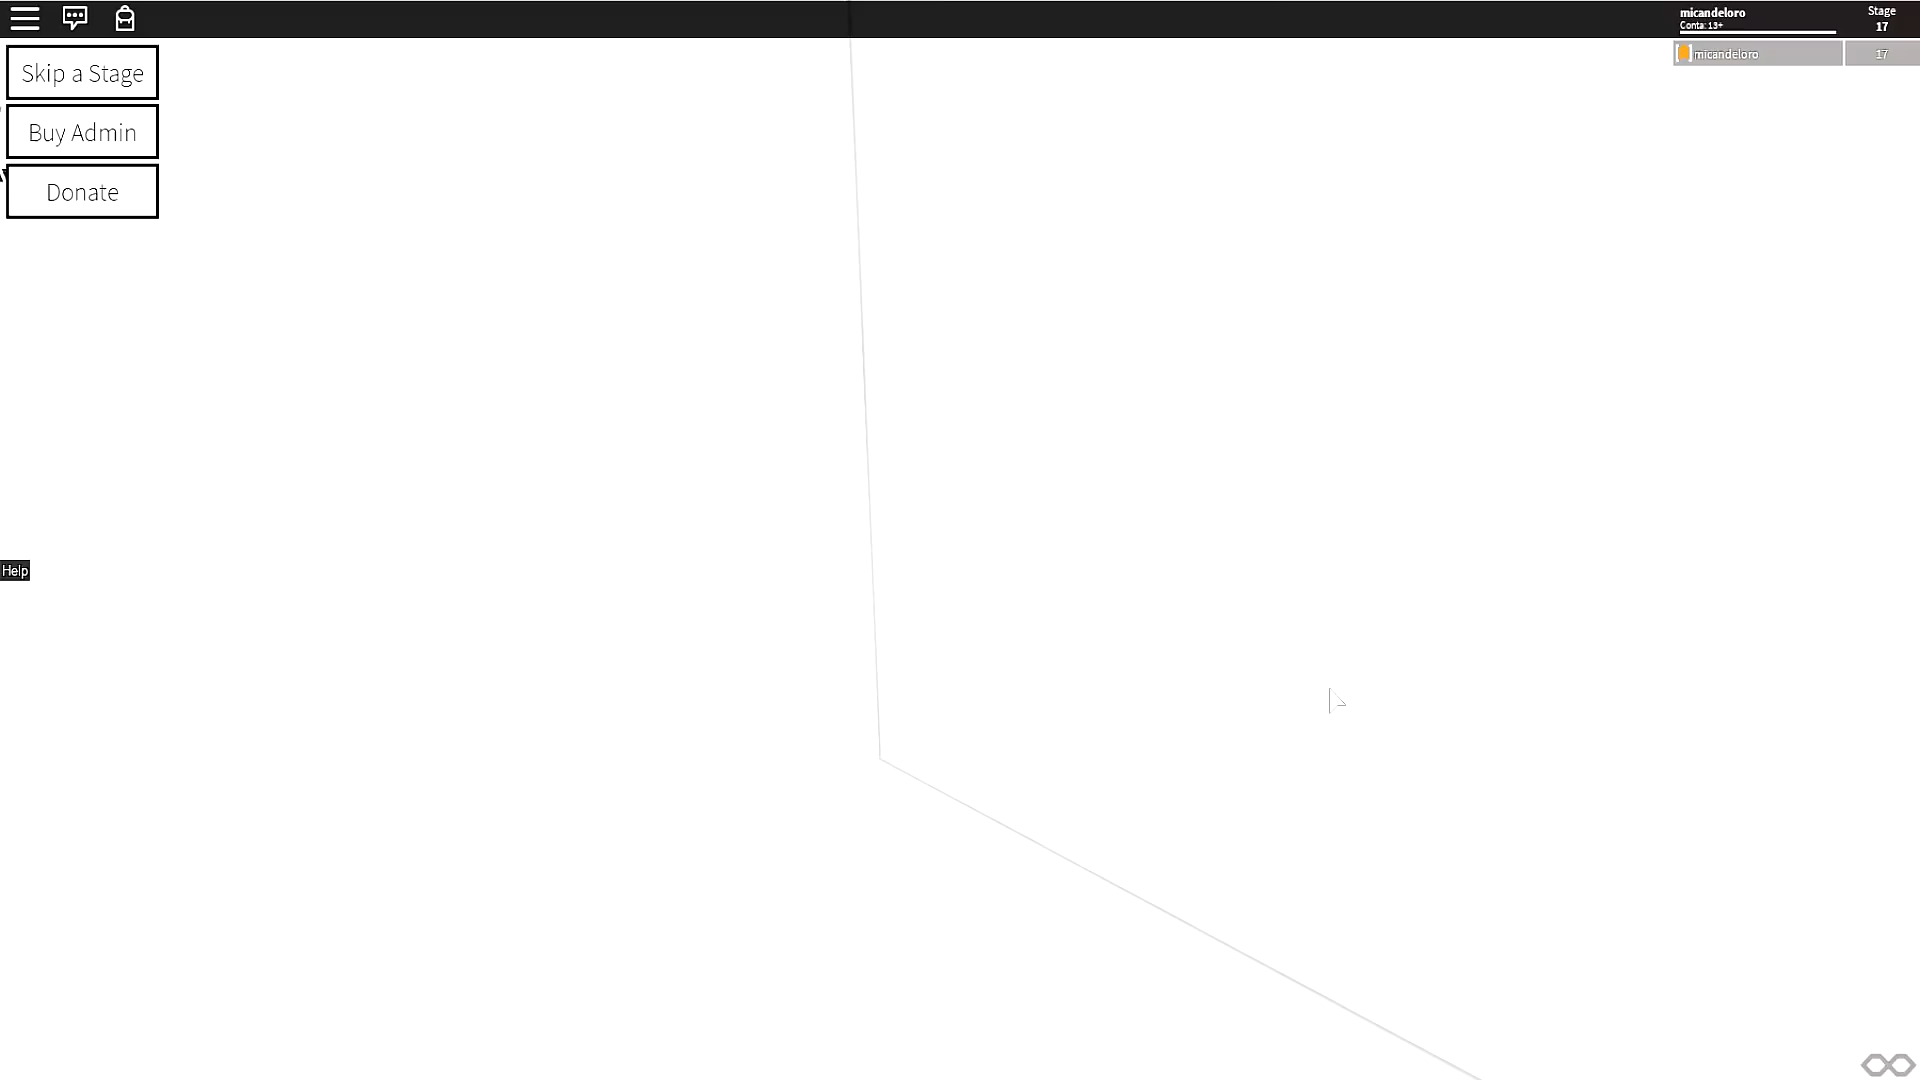 micandeloro
Conta: 13+
Stage
17
micandeloro
17
Skip a Stage
Buy Admin
Donate
Help